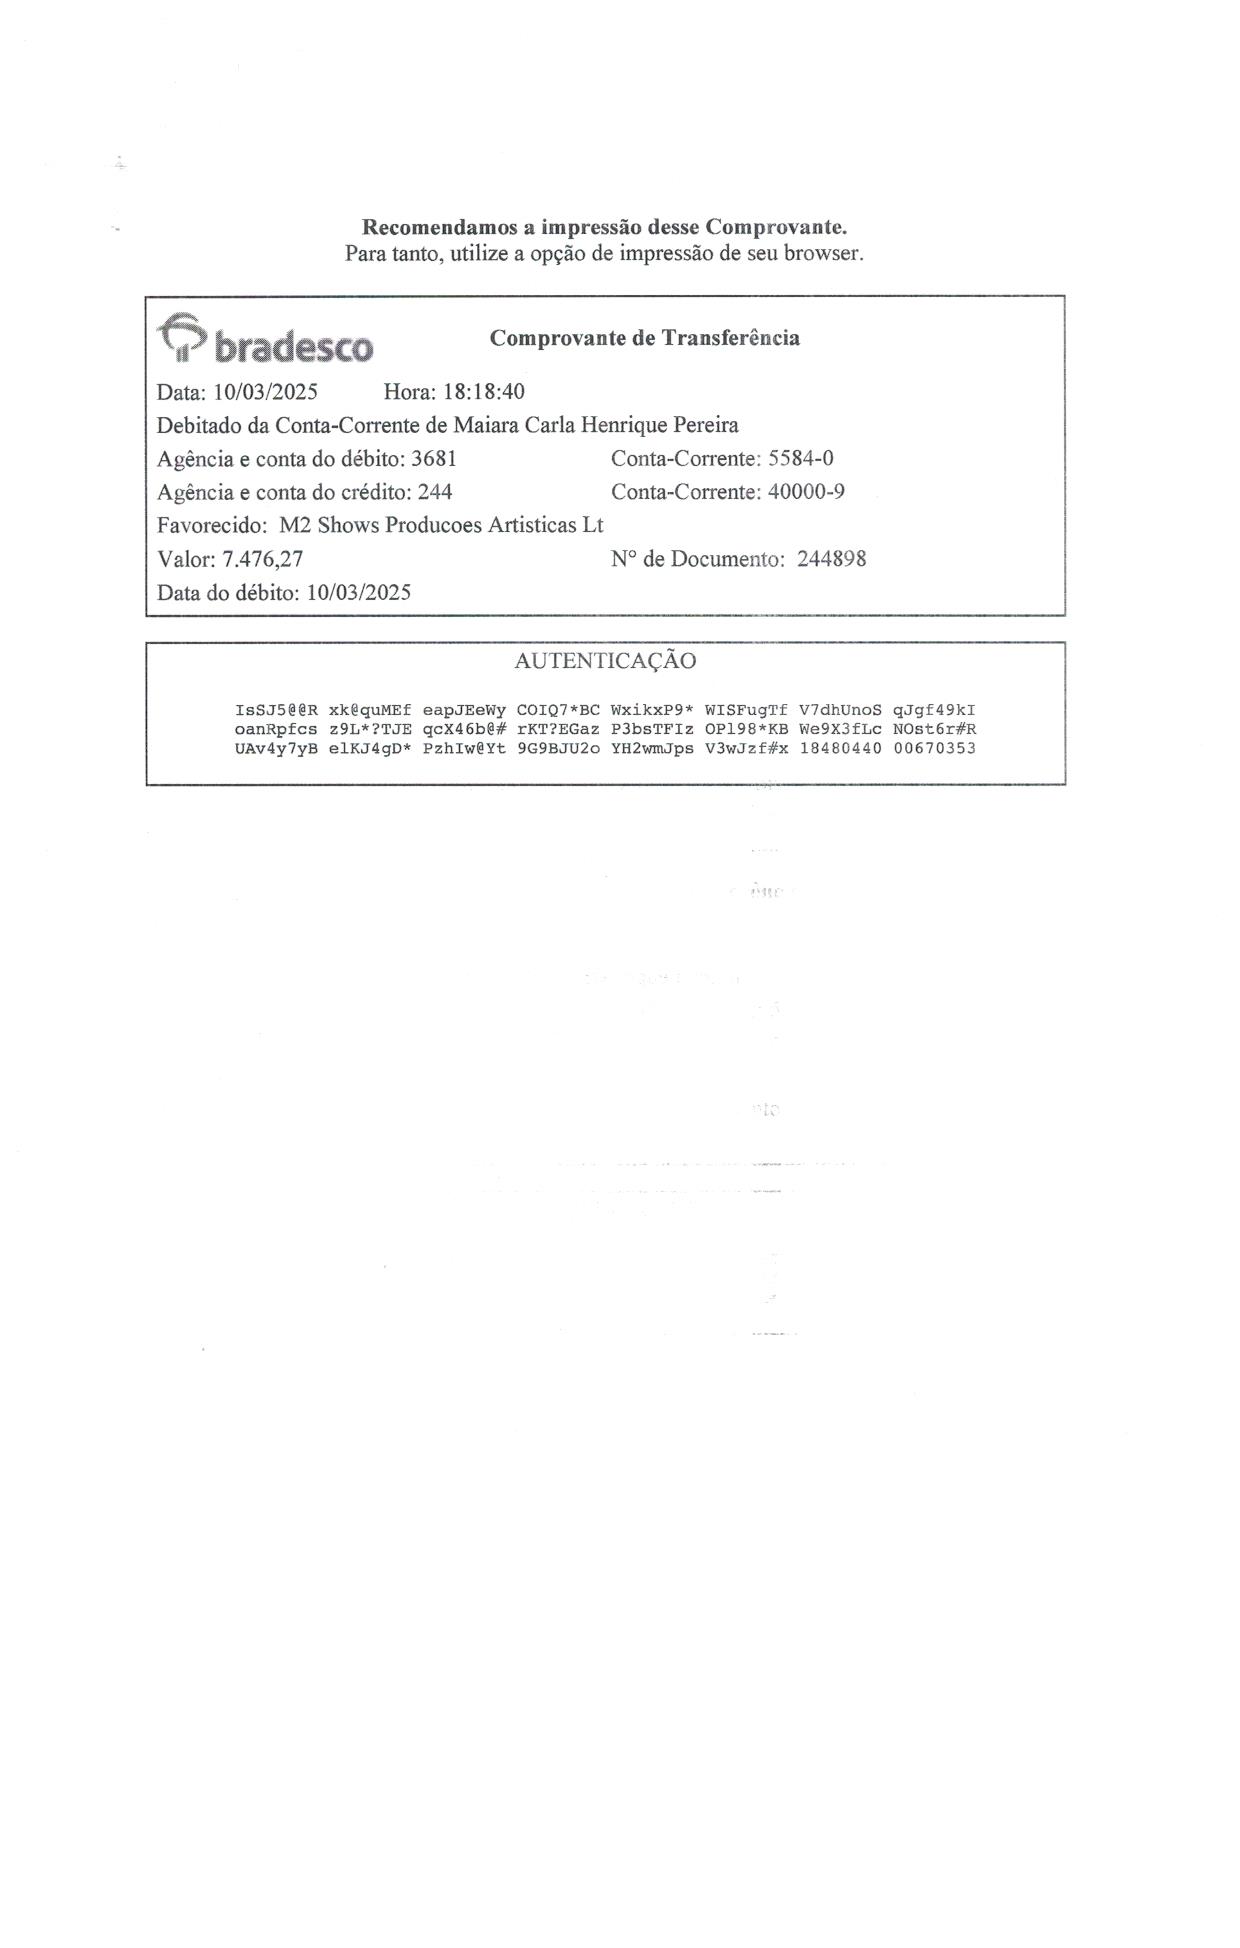 Recomendamos a impressão desse Comprovante.
Para tanto, utilize a opção de impressão de seu browser.
bradesco
Comprovante de Transferência
Data: 10/03/2025 Hora: 18:18:40
Debitado da Conta-Corrente de Maiara Carla Henrique Pereira
Agência e conta do débito: 3681 Conta-Corrente: 5584-0
Agência e conta do crédito: 244 Conta-Corrente: 40000-9
Favorecido: M2 Shows Producoes Artisticas Lt
Valor: 7.476,27 N° de Documento: 244898
Data do débito: 10/03/2025
AUTENTICAÇÃO
IsSJ5@@R xk@quMEf eapJEeWy COIQ7*BC WxikxP9* WISFugTf V7dhUnoS qJgf49kI
oanRpfcs z9L*?TJE qcX46b@# rKT?EGaz P3bsTFIz OPl98*KB We9X3fLc NOst6r#R
UAv4y7yB elKJ4gD* PzhIw@Yt 9G9BJU2o YH2wmJps V3wJzf#x 18480440 00670353